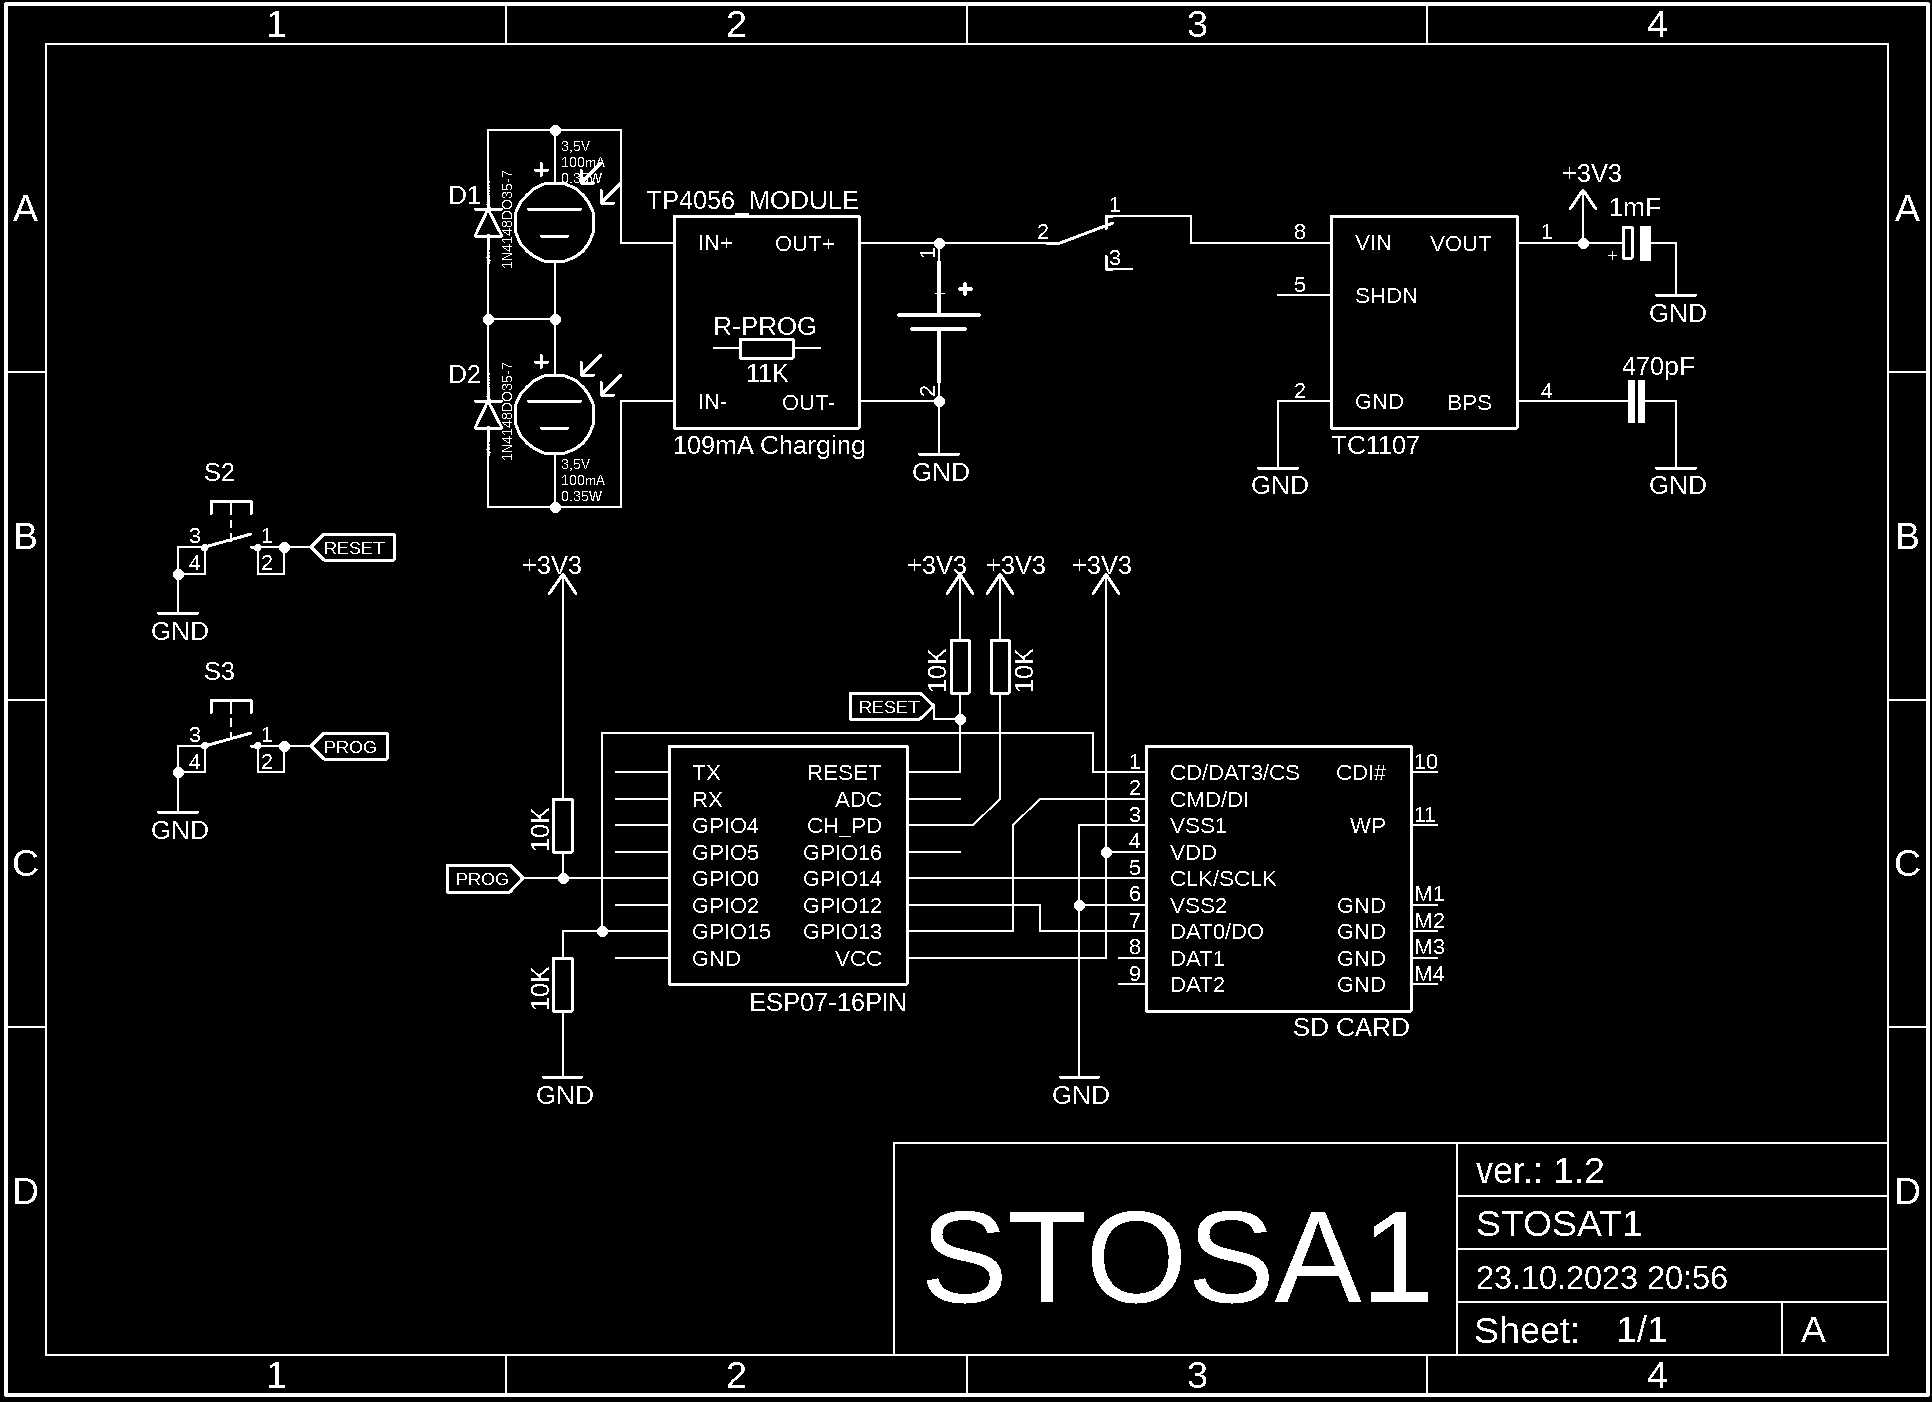 1 2 3 4
A A
B B
C C
D D
3,5V
100mA
0.35W
D1
1N4148DO35-7
D2
1N4148DO35-7
3,5V
100mA
0.35W
TP4056_MODULE
IN+ OUT+
R-PROG
11K
IN- OUT-
109mA Charging
1
+
2
GND
2 1
3
+3V3
1mF
8 VIN VOUT 1
+
5 SHDN
GND
470pF
2 GND BPS 4
TC1107
GND
GND
S2
3 1
4 2
RESET
GND
S3
3 1
4 2
PROG
GND
+3V3 +3V3 +3V3 +3V3
10K 10K
RESET
10K
PROG
10K
GND
TX RESET
RX ADC
GPIO4 CH_PD
GPIO5 GPIO16
GPIO0 GPIO14
GPIO2 GPIO12
GPIO15 GPIO13
GND VCC
ESP07-16PIN
1 CD/DAT3/CS CDI# 10
2 CMD/DI
3 VSS1 WP 11
4 VDD
5 CLK/SCLK
6 VSS2 GND M1
7 DAT0/DO GND M2
8 DAT1 GND M3
9 DAT2 GND M4
SD CARD
GND
STOSA1
ver.: 1.2
STOSAT1
23.10.2023 20:56
Sheet: 1/1 A
1 2 3 4